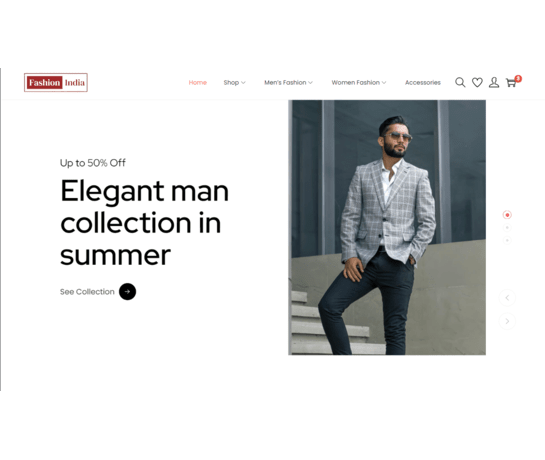 Fashion India
Home Shop Men's Fashion Women Fashion Accessories
Up to 50% Off
Elegant man
collection in
summer
See Collection